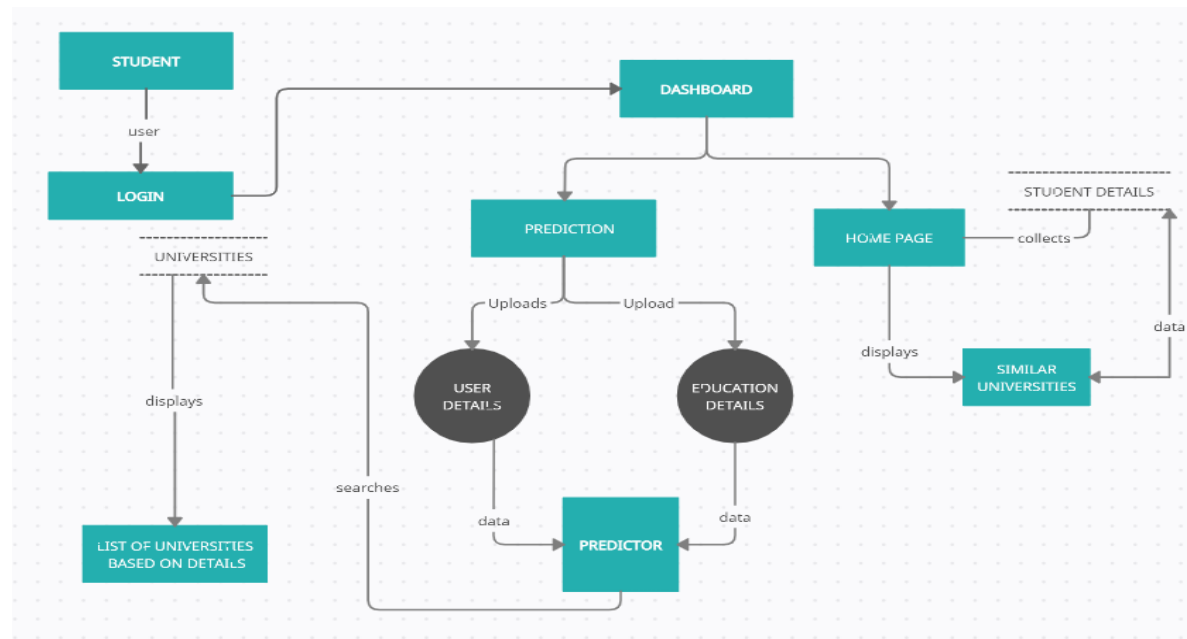 STUDENT
user
LOGIN
DASHBOARD
PREDICTION
HOME PAGE
STUDENT DETAILS
collects
data
displays
SIMILAR
UNIVERSITIES
Uploads
Upload
USER
DETAILS
EDUCATION
DETAILS
data
data
PREDICTOR
searches
UNIVERSITIES
displays
LIST OF UNIVERSITIES
BASED ON DETAILS